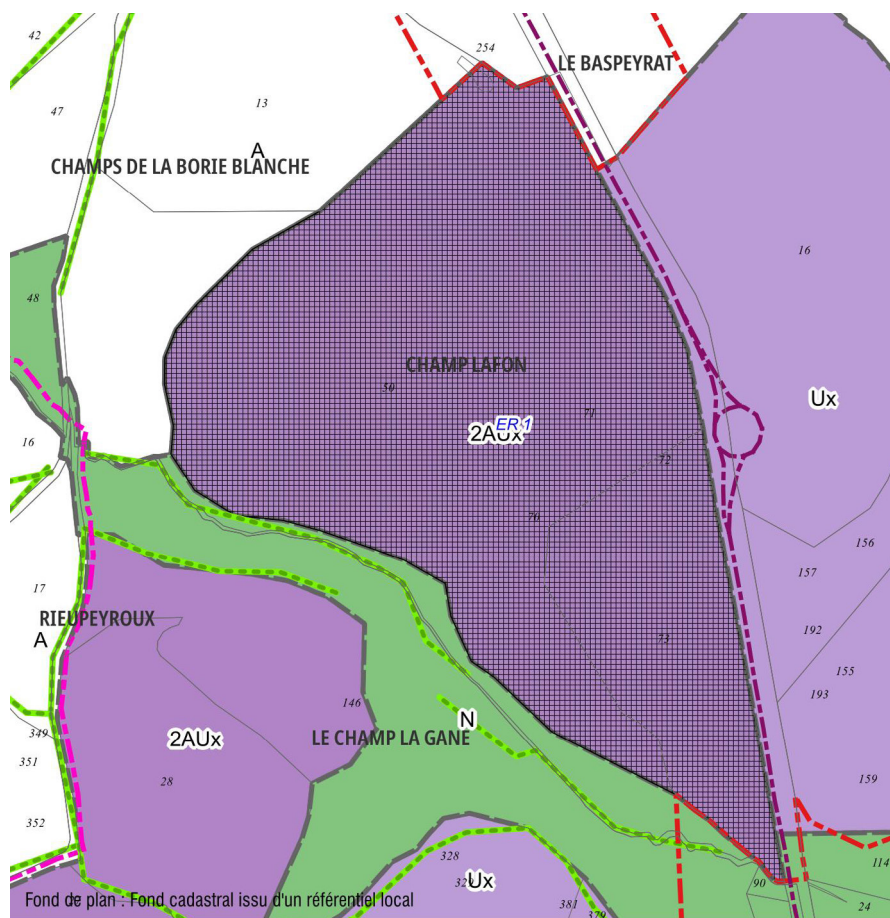 42
254
LE BASPEYRAT
47
13
A
CHAMPS DE LA BORIE BLANCHE
16
48
CHAMP LAFON
50
71
Ux
ER 1
2AUx
16
72
76
156
157
17
192
RIEUPEYROUX
A
73
155
193
146
N
349
2AUx
LE CHAMP LA GANE
351
28
159
352
328
114
Ux
90
Fond de plan : Fond cadastral issu d'un référentiel local
381
24
379